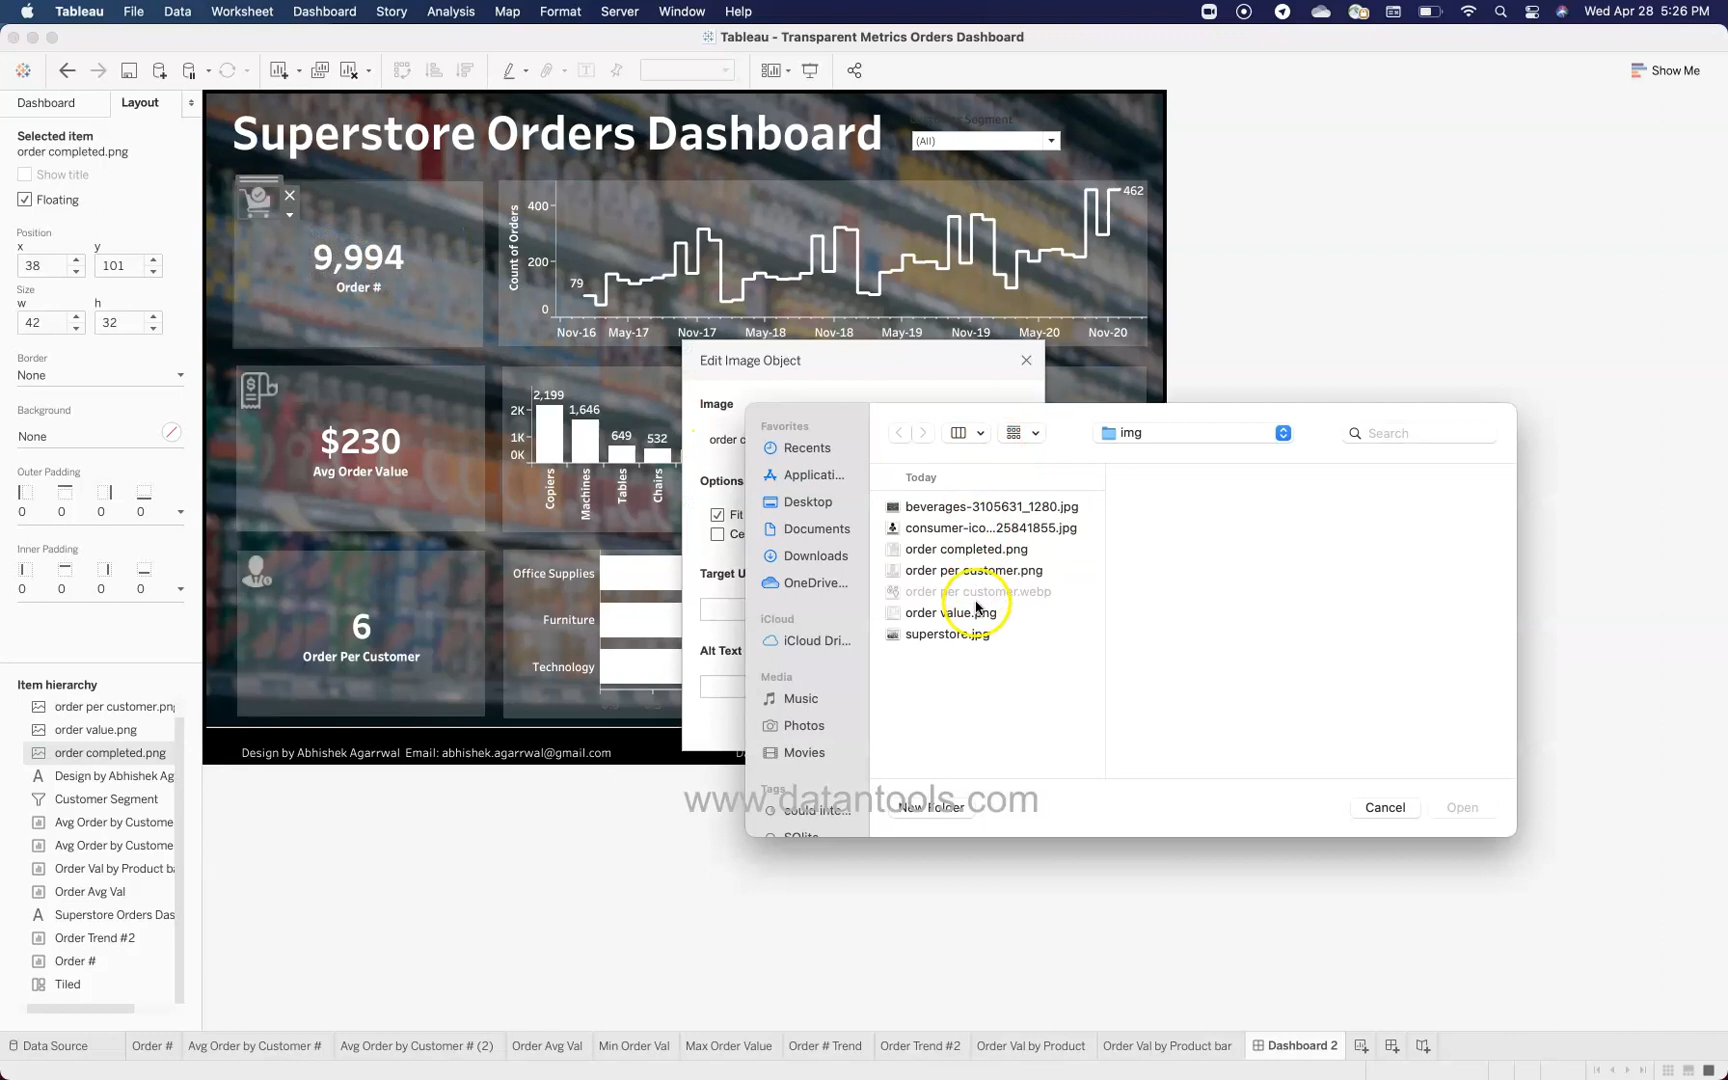 Tableau File Data Worksheet Dashboard Story Analysis Map Format Server Window Help Wed Apr 28 5:26 PM
Tableau - Transparent Metrics Orders Dashboard
Show Me
Dashboard Layout
Selected item
order completed.png
Show title
Floating
Position
x y
38 101
Size
w h
42 32
Border
None
Background
None
Outer Padding
0 0 0 0
Inner Padding
0 0 0 0
Item hierarchy
order per customer.pn
order value.png
order completed.png
Design by Abhishek Ag
Customer Segment
Avg Order by Custome
Avg Order by Custome
Order Val by Product ba
Order Avg Val
Superstore Orders Das
Order Trend #2
Order #
Tiled
Superstore Orders Dashboard
Segment
(All)
9,994
Order #
Count of Orders
400
200
0
79
462
Nov-16 May-17 Nov-17 May-18 Nov-18 May-19 Nov-19 May-20 Nov-20
$230
Avg Order Value
2K
1K
0K
2,199
1,646
649
532
Copiers
Machines
Tables
Chairs
6
Order Per Customer
Office Supplies
Furniture
Technology
Design by Abhishek Agarrwal Email: abhishek.agarrwal@gmail.com
Edit Image Object
Image
order c
Options
Fit
Ce
Target U
Alt Text
Favorites
Recents
Applicati...
Desktop
Documents
Downloads
OneDrive...
iCloud
iCloud Dri...
Media
Music
Photos
Movies
Tags
could inte...
SQlite
img
Search
Today
beverages-3105631_1280.jpg
consumer-ico...25841855.jpg
order completed.png
order per customer.png
order per customer.webp
order value.png
superstore.jpg
New Folder
Cancel
Open
www.datantools.com
Data Source Order # Avg Order by Customer # Avg Order by Customer # (2) Order Avg Val Min Order Val Max Order Value Order # Trend Order Trend #2 Order Val by Product Order Val by Product bar Dashboard 2